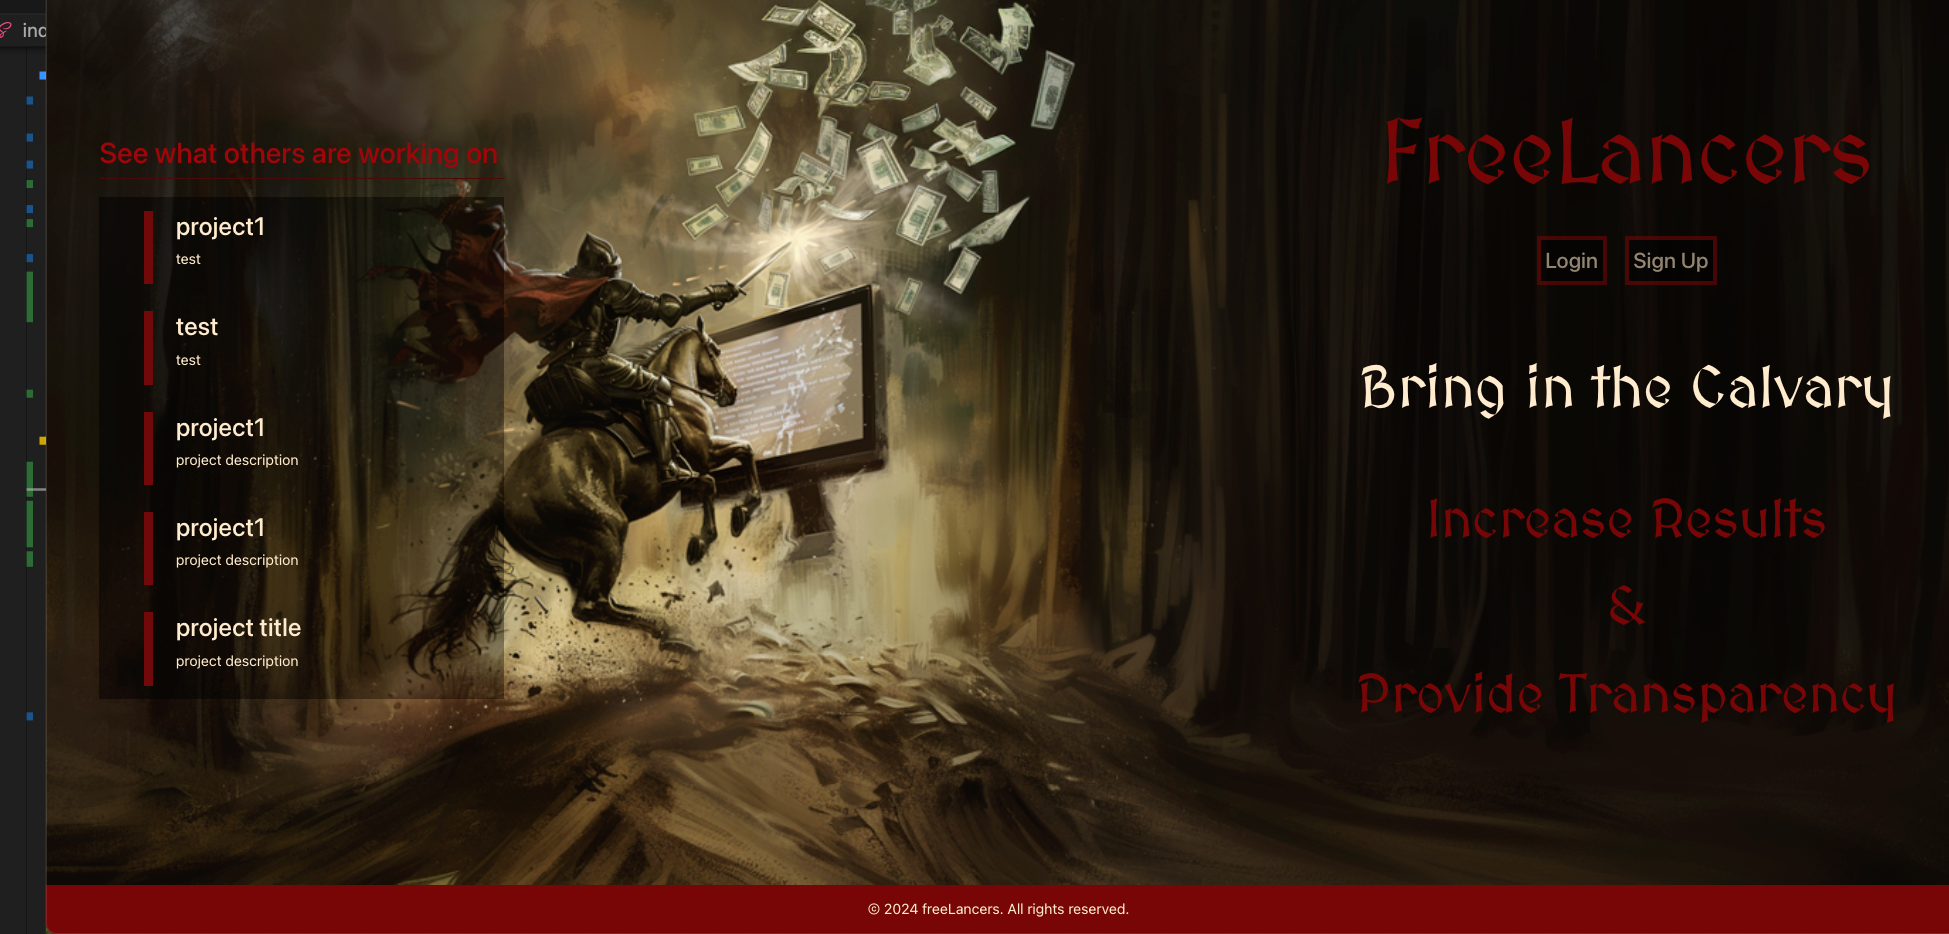 inc
See what others are working on
project1
test
test
test
project1
project description
project1
project description
project title
project description
FreeLancers
Login Sign Up
Bring in the Calvary
Increase Results
&
Provide Transparency
© 2024 freeLancers. All rights reserved.